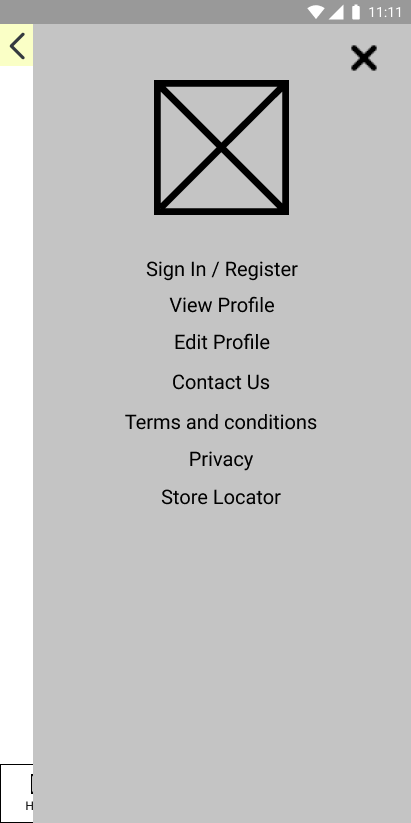 11:11
Sign In / Register
View Profile
Edit Profile
Contact Us
Terms and conditions
Privacy
Store Locator